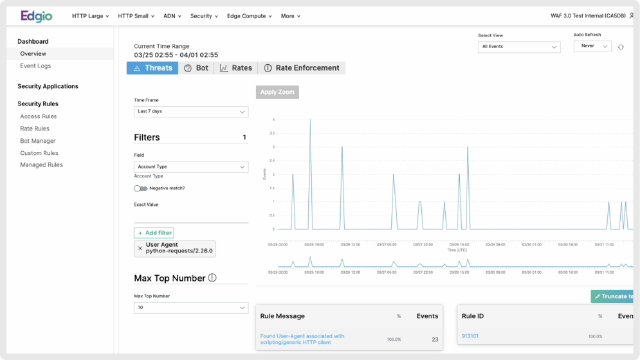 Edgio
HTTP Large
HTTP Small
ADN
Security
Edge Compute
More
WAF 3.0 Test Internal (CA5D8)
Dashboard
Overview
Event Logs
Security Applications
Security Rules
Access Rules
Rate Rules
Bot Manager
Custom Rules
Managed Rules
Current Time Range
03/25 02:55 - 04/01 02:55
Select View
All Events
Auto Refresh
Never
Threats
Bot
Rates
Rate Enforcement
Time Frame
Last 7 days
Apply Zoom
Filters 1
Field
Account Type
Account Type
Negative match?
Exact Value
+ Add filter
× User Agent
python-requests/2.26.0
Max Top Number
Max Top Number
10
Events
Time (UTC)
Truncate
Rule Message % Events
Found User-Agent associated with
scripting/generic HTTP client
100.0% 23
Rule ID %
913101 100.0%